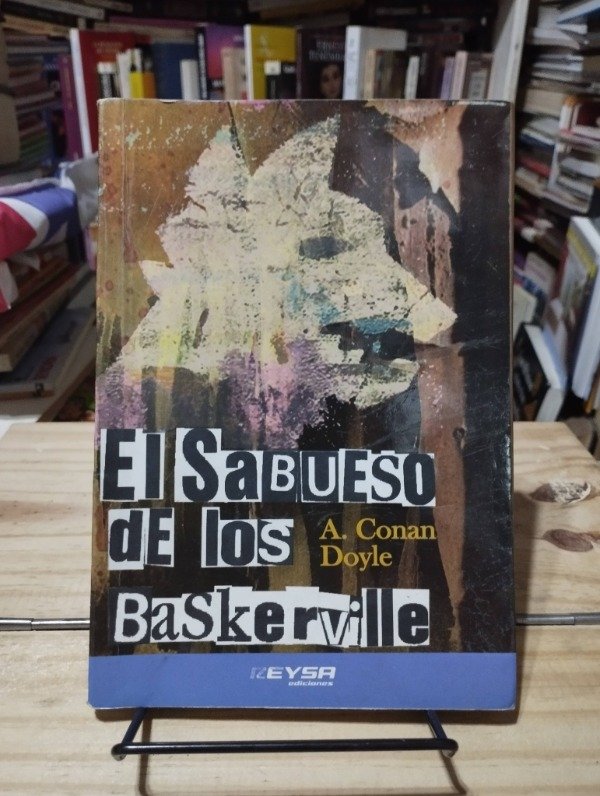 El SaBUESO
dE los
A. Conan
Doyle
BaSkerville
REYSA
ediciones